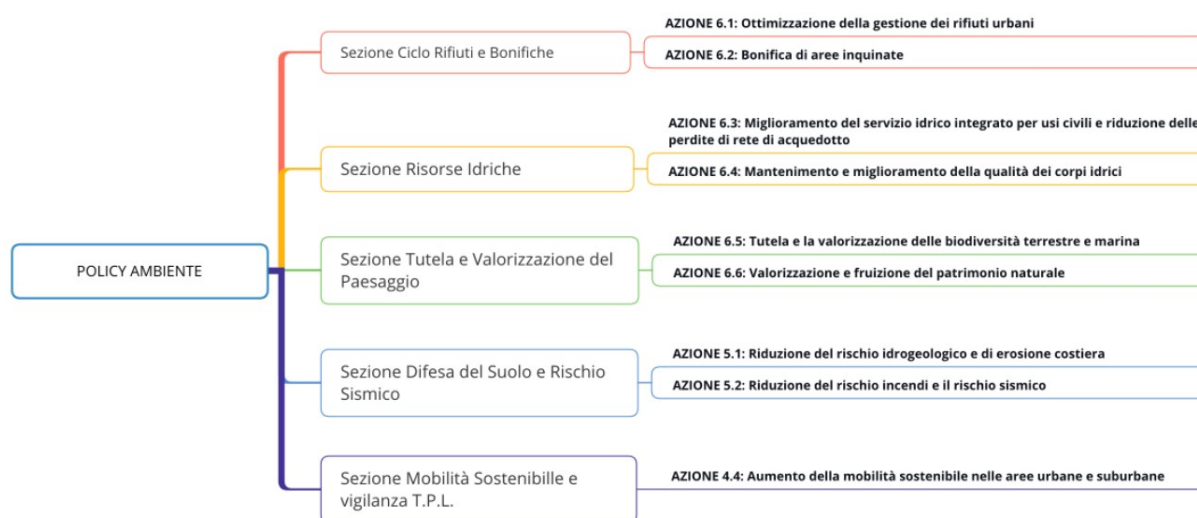 AZIONE 6.1: Ottimizzazione della gestione dei rifiuti urbani
Sezione Ciclo Rifiuti e Bonifiche
AZIONE 6.2: Bonifica di aree inquinate
AZIONE 6.3: Miglioramento del servizio idrico integrato per usi civili e riduzione delle
perdite di rete di acquedotto
Sezione Risorse Idriche
AZIONE 6.4: Mantenimento e miglioramento della qualità dei corpi idrici
POLICY AMBIENTE
Sezione Tutela e Valorizzazione del
Paesaggio
AZIONE 6.5: Tutela e la valorizzazione delle biodiversità terrestre e marina
AZIONE 6.6: Valorizzazione e fruizione del patrimonio naturale
Sezione Difesa del Suolo e Rischio
Sismico
AZIONE 5.1: Riduzione del rischio idrogeologico e di erosione costiera
AZIONE 5.2: Riduzione del rischio incendi e il rischio sismico
Sezione Mobilità Sostenibille e
vigilanza T.P.L.
AZIONE 4.4: Aumento della mobilità sostenibile nelle aree urbane e suburbane